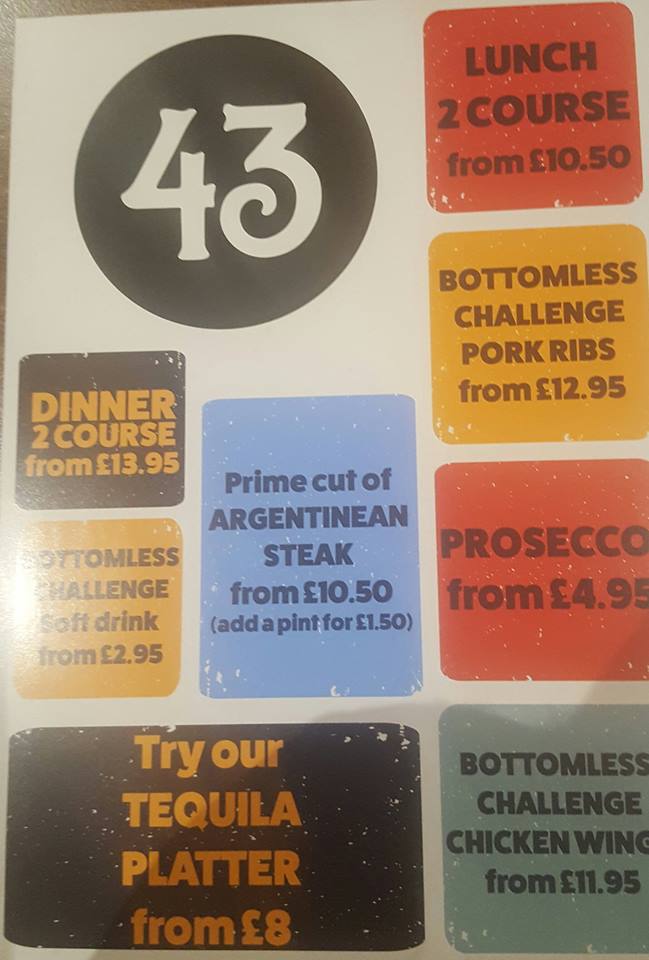 43
LUNCH
2 COURSE
from £10.50
BOTTOMLESS
CHALLENGE
PORK RIBS
from £12.95
DINNER
2 COURSE
from £13.95
Prime cut of
ARGENTINEAN
STEAK
from £10.50
(add a pint for £1.50)
PROSECCO
from £4.95
BOTTOMLESS
CHALLENGE
Soft drink
from £2.95
Try our
TEQUILA
PLATTER
from £8
BOTTOMLESS
CHALLENGE
CHICKEN WING
from £11.95